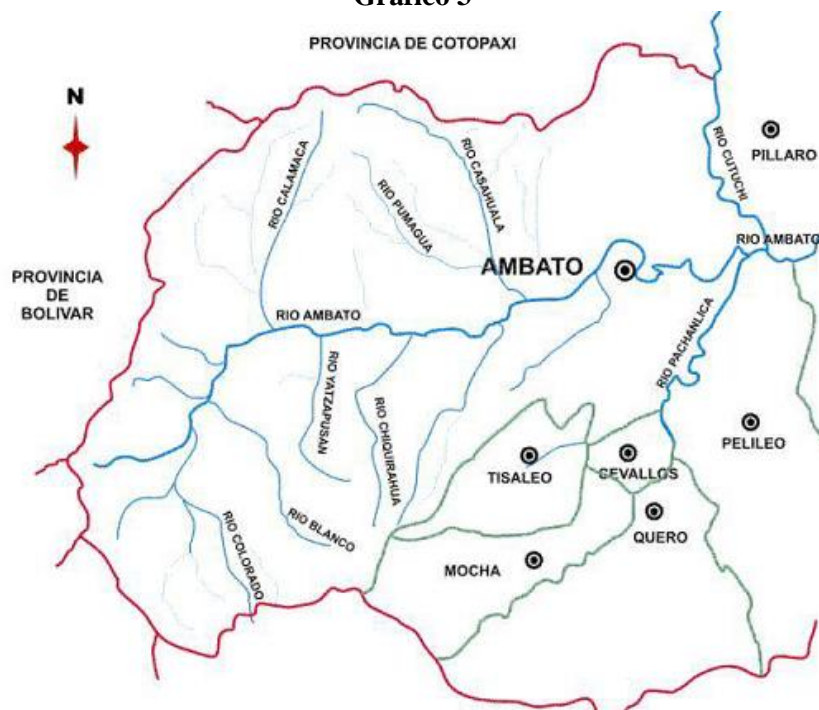 Gráfico 3
PROVINCIA DE COTOPAXI
N
RIO CUTUCHI
PILLARO
RIO CALAMACA
RIO PUMAGUA
RIO CASAHUALA
RIO AMBATO
AMBATO
PROVINCIA
DE
BOLIVAR
RIO AMBATO
RIO PACHANLICA
RIO YATZAPUSAN
RIO CHIQUIRAHUA
PELILEO
TISALEO
CEVALLOS
RIO COLORADO
RIO BLANCO
QUERO
MOCHA